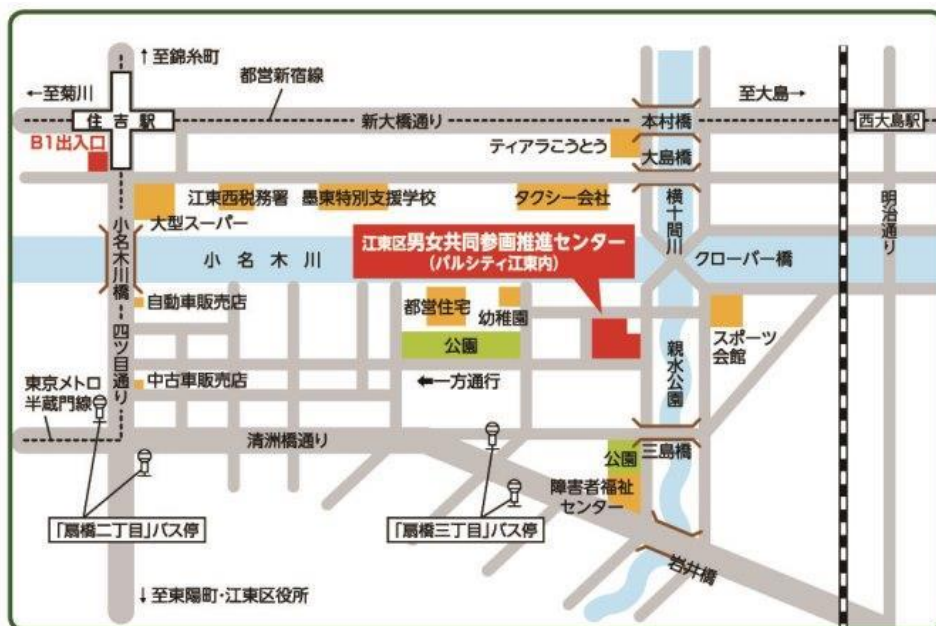 ↑至錦糸町
都営新宿線
←至菊川
至大島→
住吉駅
新大橋通り
本村橋
西大島駅
B1出入口
ティアラこうとう
大島橋
江東西税務署
墨東特別支援学校
タクシー会社
横十間川
明治通り
大型スーパー
小名木川橋
小名木川
江東区男女共同参画推進センター
(パルシティ江東内)
クローバー橋
自動車販売店
都営住宅
幼稚園
四ツ目通り
公園
スポーツ
会館
親水公園
東京メトロ
半蔵門線
中古車販売店
←一方通行
清洲橋通り
公園
三島橋
障害者福祉
センター
「扇橋二丁目」バス停
「扇橋三丁目」バス停
岩井橋
↓至東陽町・江東区役所